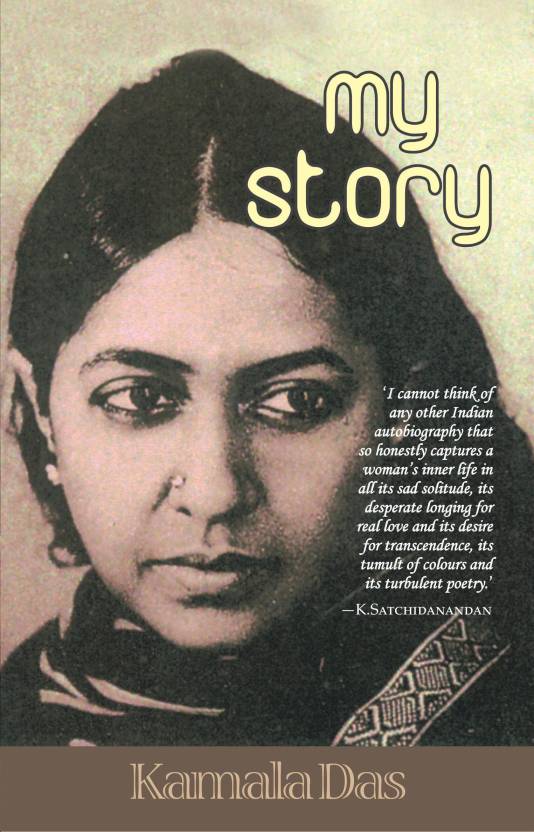 my
story
‘I cannot think of
any other Indian
autobiography that
so honestly captures a
woman’s inner life in
all its sad solitude, its
desperate longing for
real love and its desire
for transcendence, its
tumult of colours and
its turbulent poetry.’
—K.Satchidanandan
Kamala Das